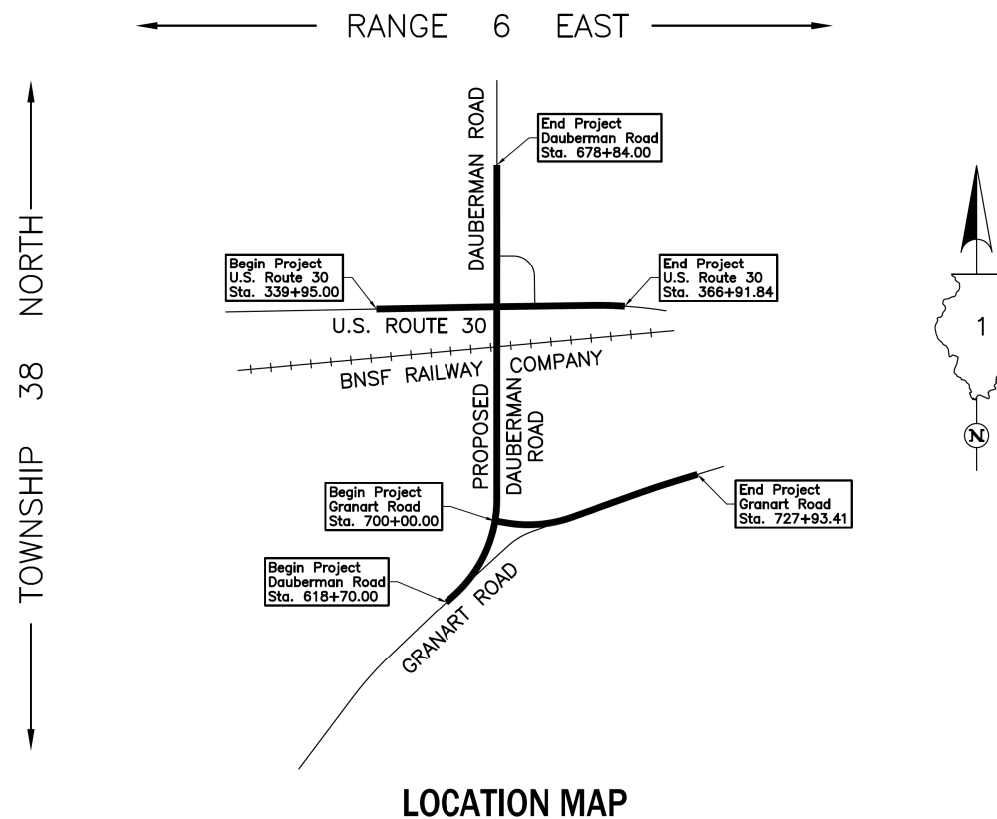 RANGE 6 EAST
TOWNSHIP 38 NORTH
DAUBERMAN ROAD
End Project
Dauberman Road
Sta. 678+84.00
Begin Project
U.S. Route 30
Sta. 339+95.00
End Project
U.S. Route 30
Sta. 366+91.84
U.S. ROUTE 30
BNSF RAILWAY COMPANY
PROPOSED
DAUBERMAN
ROAD
1
N
Begin Project
Granart Road
Sta. 700+00.00
End Project
Granart Road
Sta. 727+93.41
Begin Project
Dauberman Road
Sta. 618+70.00
GRANART ROAD
LOCATION MAP